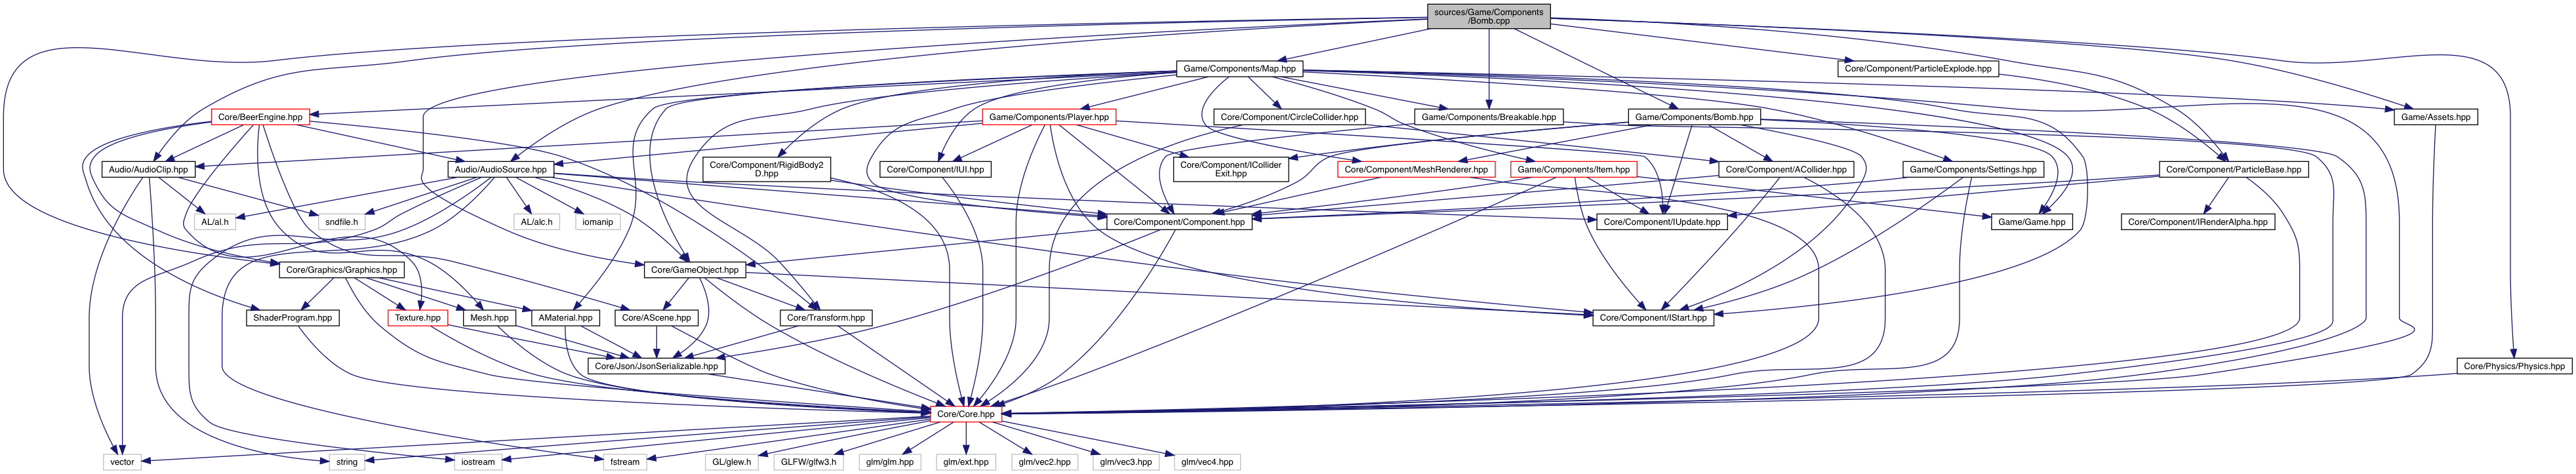 sources/Game/Components
/Bomb.cpp
Game/Components/Map.hpp
Core/Component/ParticleExplode.hpp
Core/BeerEngine.hpp
Game/Components/Player.hpp
Core/Component/CircleCollider.hpp
Game/Components/Breakable.hpp
Game/Components/Bomb.hpp
Game/Assets.hpp
Audio/AudioClip.hpp
Audio/AudioSource.hpp
Core/Component/RigidBody2
D.hpp
Core/Component/IUI.hpp
Core/Component/ICollider
Exit.hpp
Core/Component/MeshRenderer.hpp
Game/Components/Item.hpp
Core/Component/ACollider.hpp
Game/Components/Settings.hpp
Core/Component/ParticleBase.hpp
AL/al.h
sndfile.h
AL/alc.h
iomanip
Core/Component/Component.hpp
Core/Component/IUpdate.hpp
Game/Game.hpp
Core/Component/IRenderAlpha.hpp
Core/Graphics/Graphics.hpp
Core/GameObject.hpp
ShaderProgram.hpp
Texture.hpp
Mesh.hpp
AMaterial.hpp
Core/AScene.hpp
Core/Transform.hpp
Core/Component/IStart.hpp
Core/Json/JsonSerializable.hpp
Core/Physics/Physics.hpp
Core/Core.hpp
vector
string
iostream
fstream
GL/glew.h
GLFW/glfw3.h
glm/glm.hpp
glm/ext.hpp
glm/vec2.hpp
glm/vec3.hpp
glm/vec4.hpp